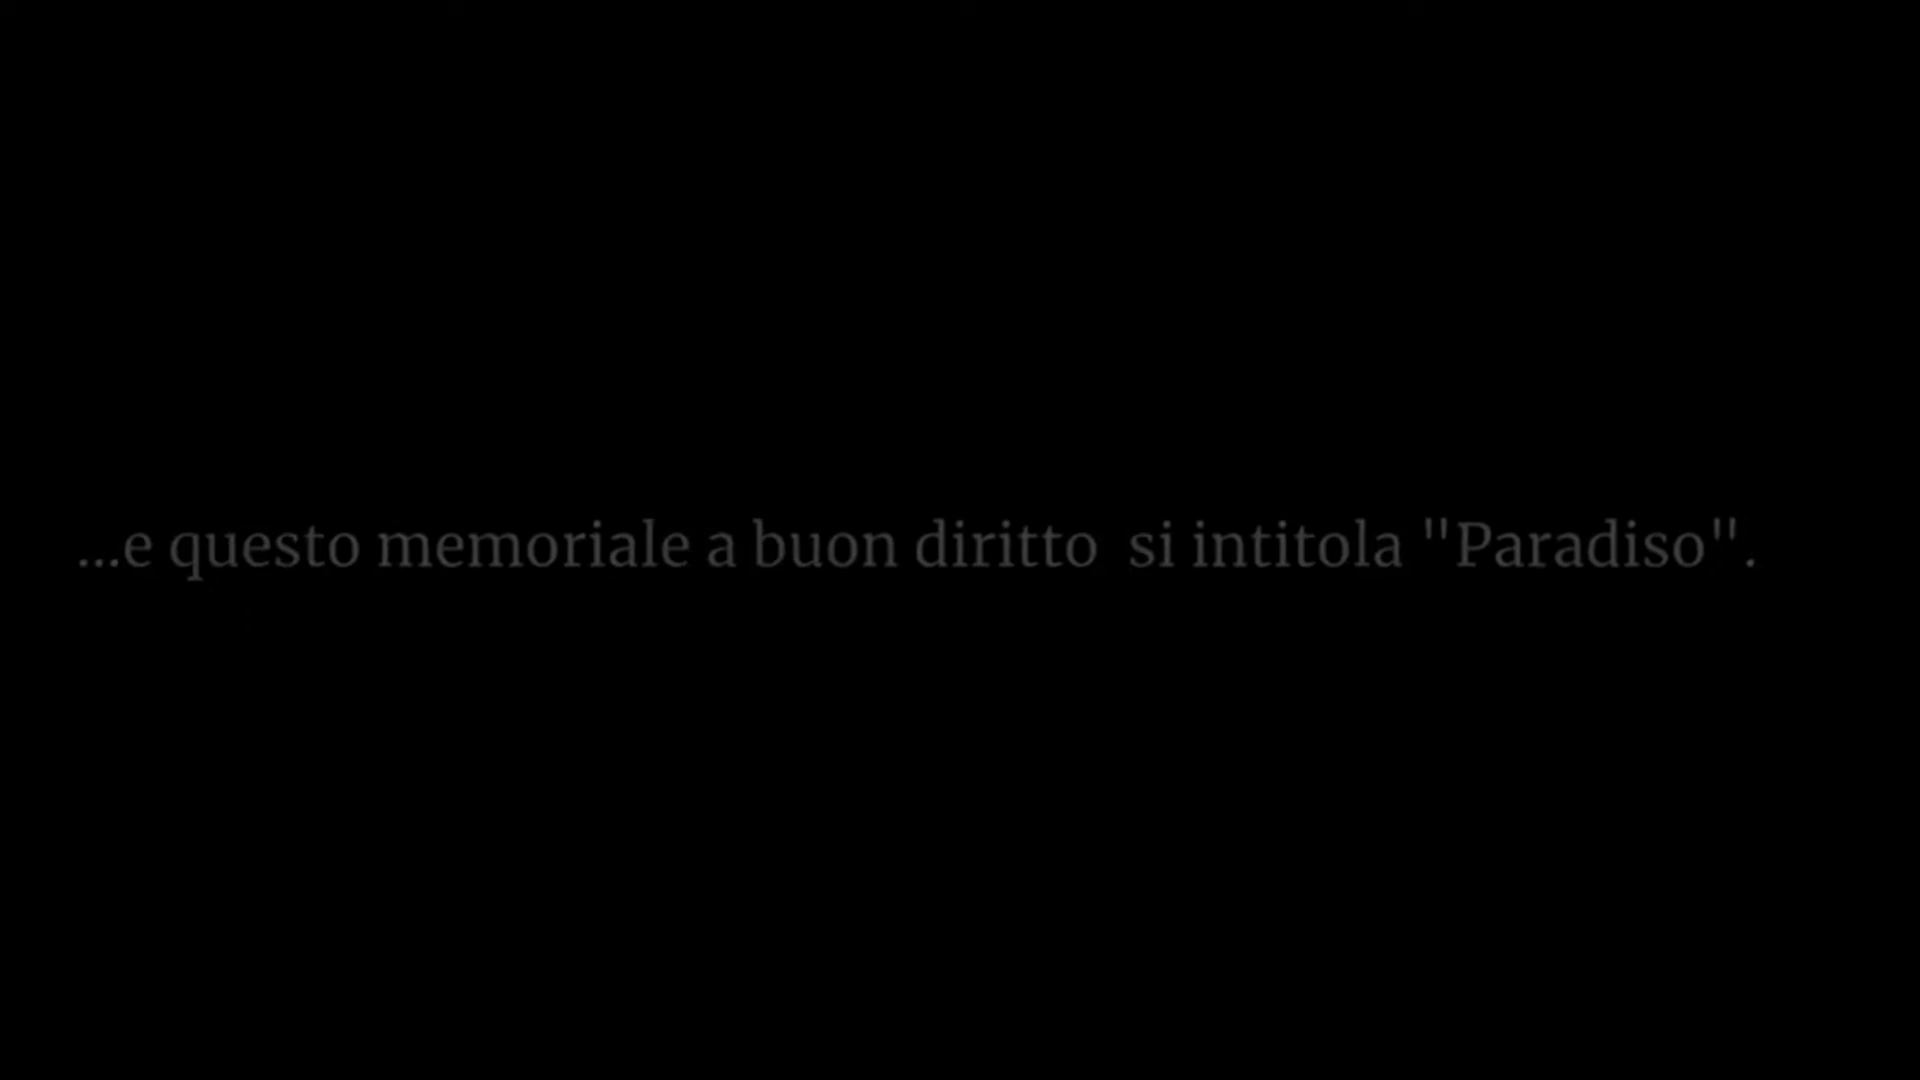 ...e questo memoriale a buon diritto  si intitola "Paradiso".